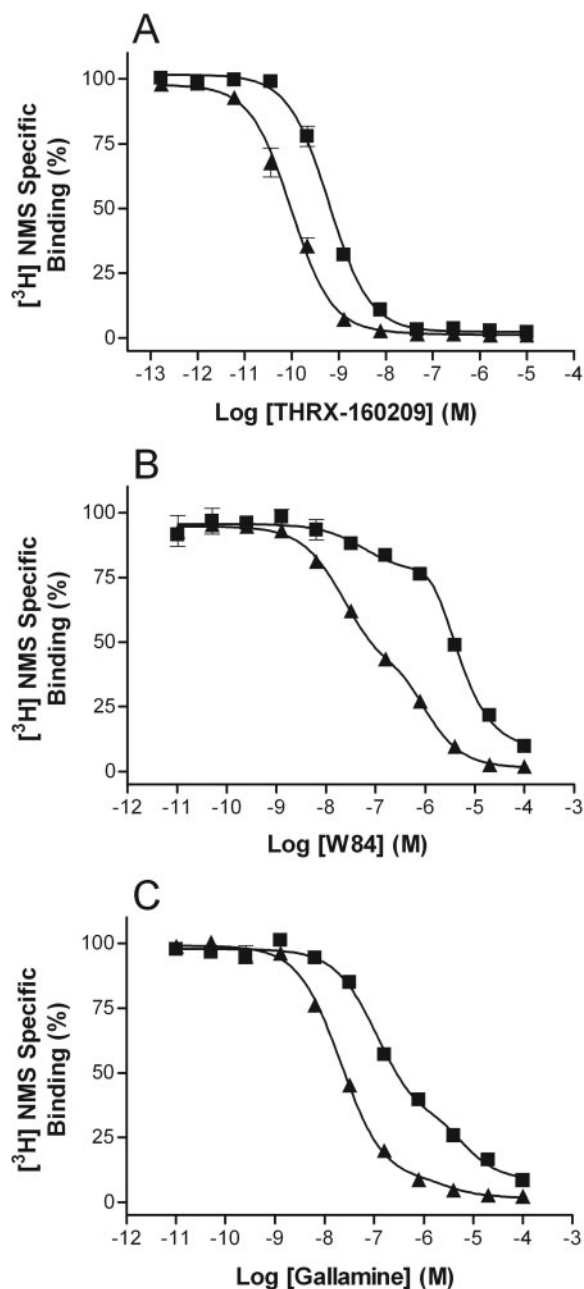 A
[³H] NMS Specific
Binding (%)
100
75
50
25
0
-13 -12 -11 -10 -9 -8 -7 -6 -5 -4
Log [THRX-160209] (M)
B
[³H] NMS Specific
Binding (%)
100
75
50
25
0
-12 -11 -10 -9 -8 -7 -6 -5 -4 -3
Log [W84] (M)
C
[³H] NMS Specific
Binding (%)
100
75
50
25
0
-12 -11 -10 -9 -8 -7 -6 -5 -4 -3
Log [Gallamine] (M)